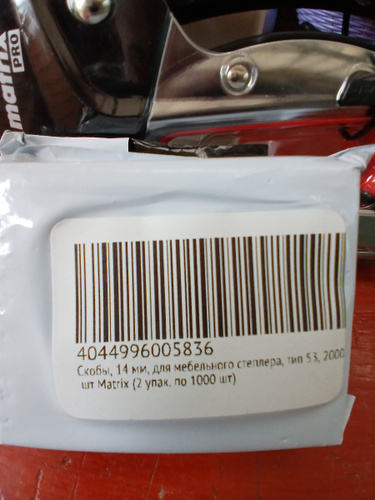 matrix
PRO
4044996005836
Скобы, 14 мм, для мебельного степлера, тип 53, 2000
шт Matrix (2 упак. по 1000 шт)